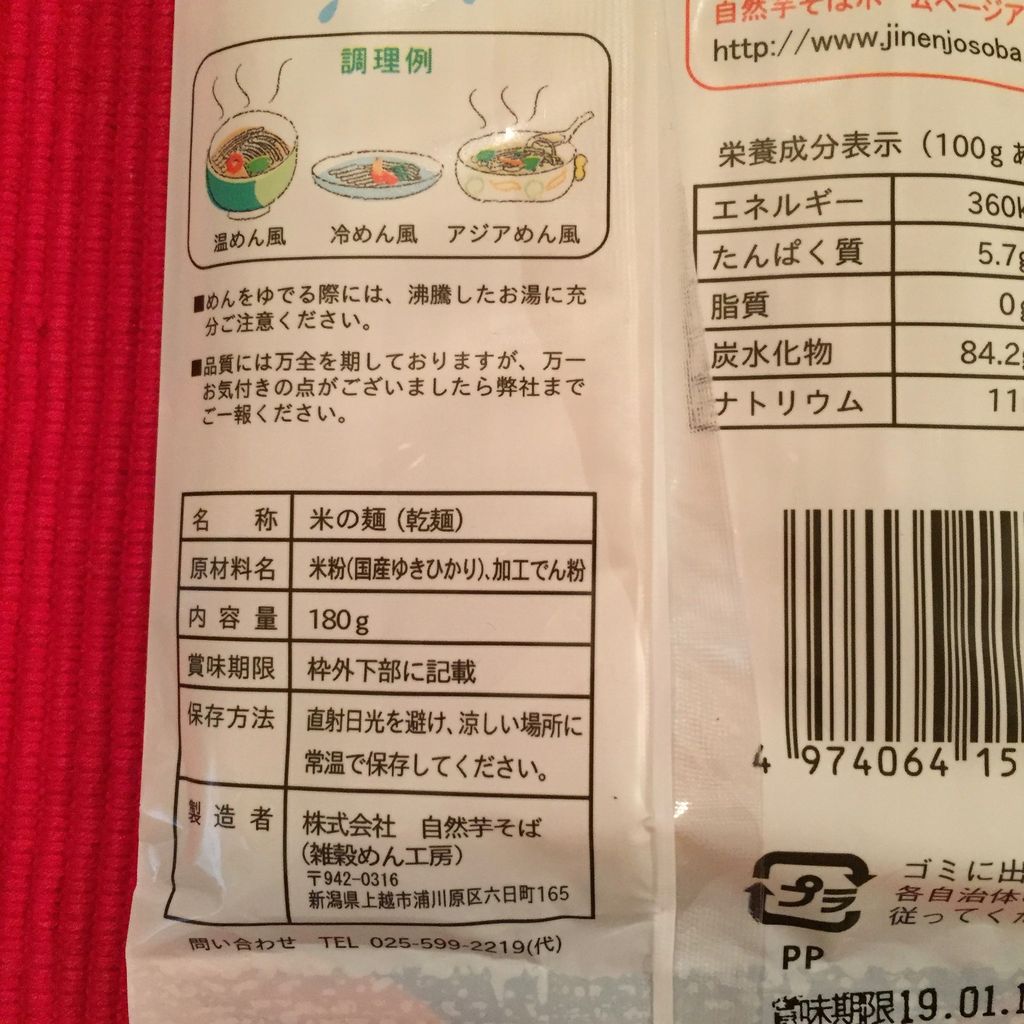 調理例
温めん風 冷めん風 アジアめん風
■めんをゆでる際には、沸騰したお湯に充
分ご注意ください。
■品質には万全を期しておりますが、万一
お気付きの点がございましたら弊社まで
ご一報ください。
名称 米の麺(乾麺)
原材料名 米粉(国産ゆきひかり)、加工でん粉
内容量 180g
賞味期限 枠外下部に記載
保存方法 直射日光を避け、涼しい場所に
常温で保存してください。
製造者 株式会社 自然芋そば
(雑穀めん工房)
〒942-0316
新潟県上越市浦川原区六日町165
問い合わせ TEL 025-599-2219(代)
自然芋そばホームページア
http://www.jinenjosoba
栄養成分表示(100g
エネルギー 360k
たんぱく質 5.7g
脂質 0g
炭水化物 84.2g
ナトリウム 11
4 974064 15
プラ
PP
ゴミに出
各自治体
従ってく
賞味期限19.01.1